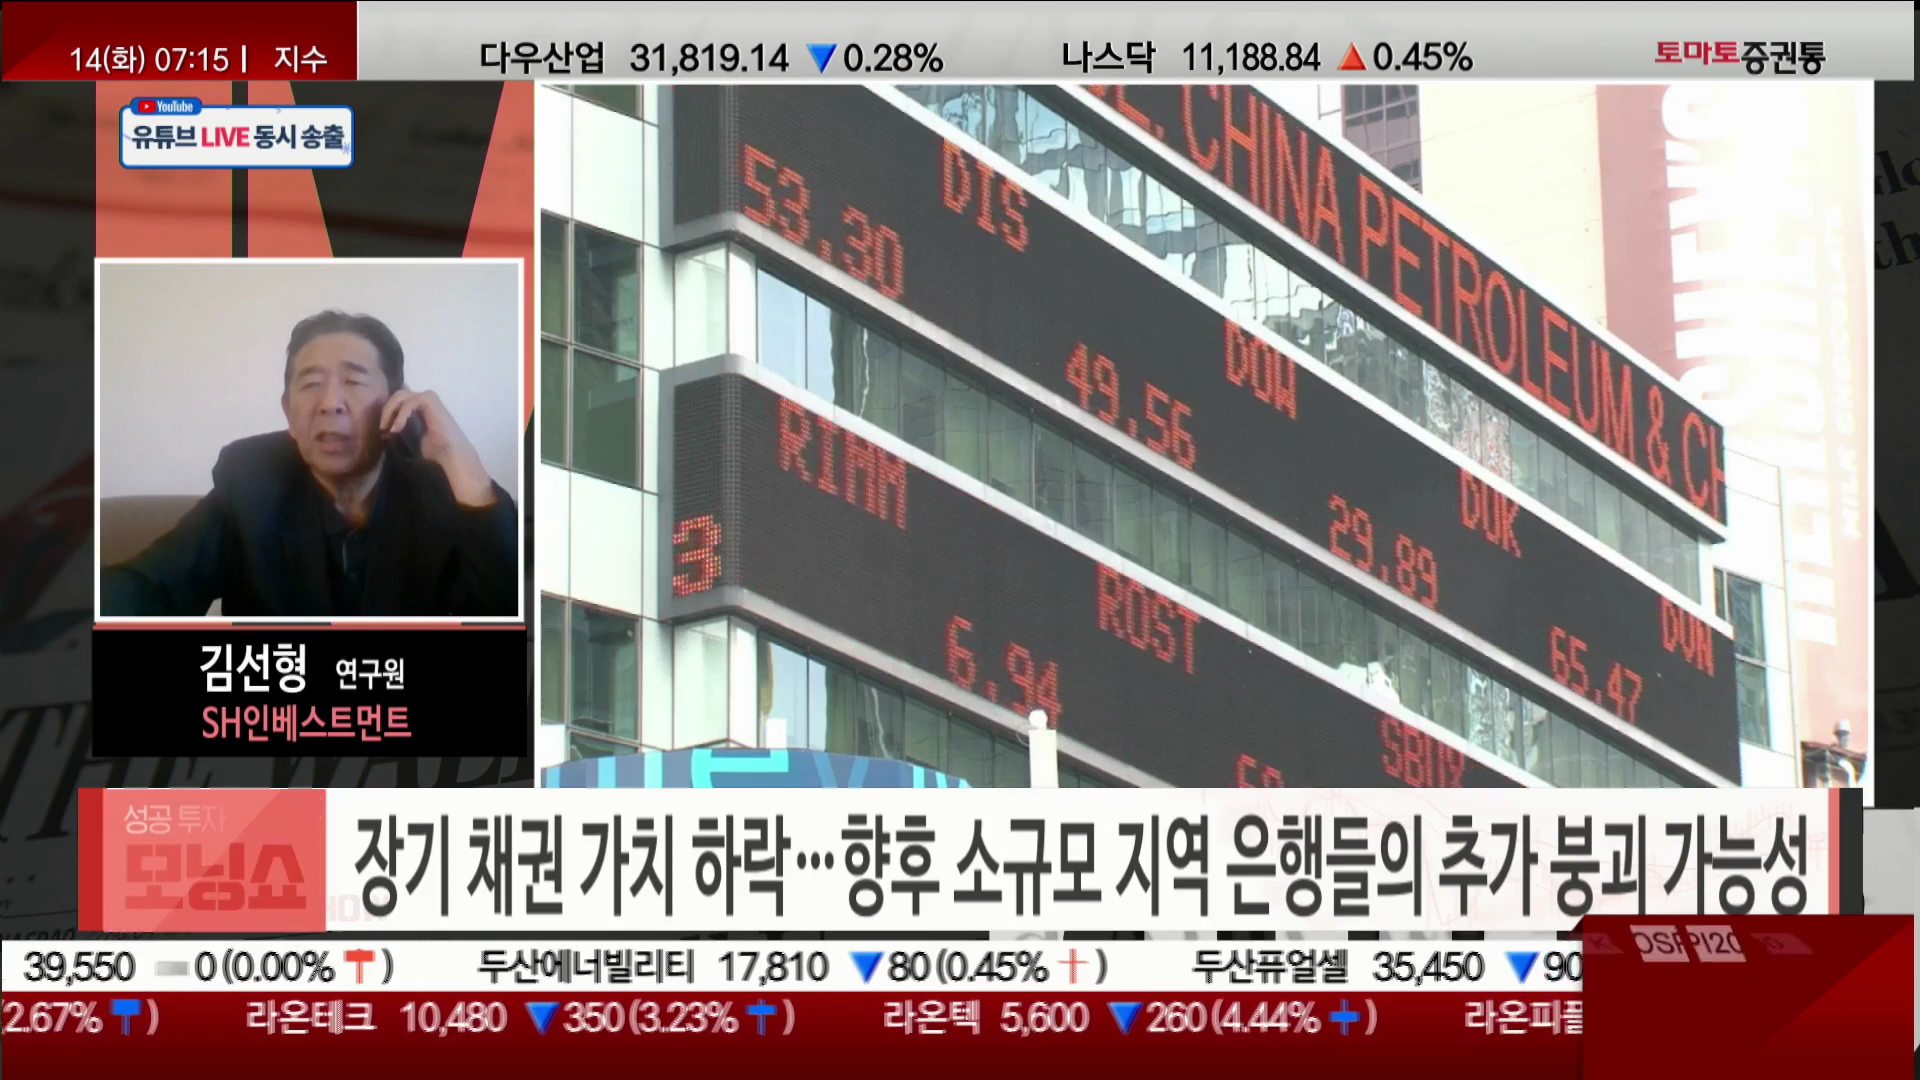 14(화) 07:15 | 지수
다우산업 31,819.14 ▼0.28%
나스닥 11,188.84 ▲0.45%
토마토증권통
YouTube
유튜브 LIVE 동시 송출
CHINA PETROLEUM & CH
DIS
53.30
DOW
49.56
DUK
29.89
DVN
65.47
RIMM
3
ROST
6.94
SBUX
김선형 연구원
SH인베스트먼트
성공 투자
모닝쇼
장기 채권 가치 하락…향후 소규모 지역 은행들의 추가 붕괴 가능성
39,550 0(0.00% ) 두산에너빌리티 17,810 ▼80(0.45% ) 두산퓨얼셀 35,450 ▼90
2.67% ) 라온테크 10,480 ▼350(3.23% ) 라온텍 5,600 ▼260(4.44% ) 라온피플